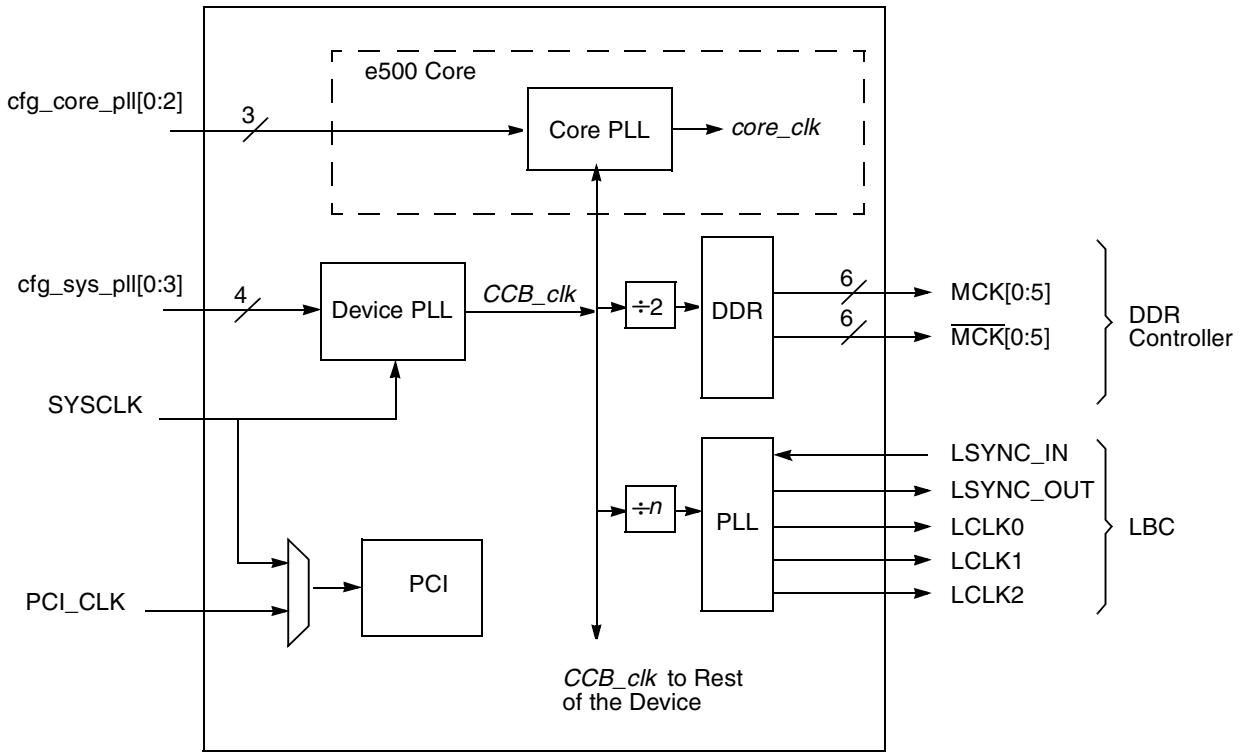 e500 Core
cfg_core_pll[0:2]
3
Core PLL
core_clk
cfg_sys_pll[0:3]
4
Device PLL
CCB_clk
÷2
DDR
6
MCK[0:5]
6
MCK[0:5]
DDR
Controller
SYSCLK
LSYNC_IN
LSYNC_OUT
÷n
PLL
LCLK0
LBC
LCLK1
LCLK2
PCI
PCI_CLK
CCB_clk to Rest
of the Device